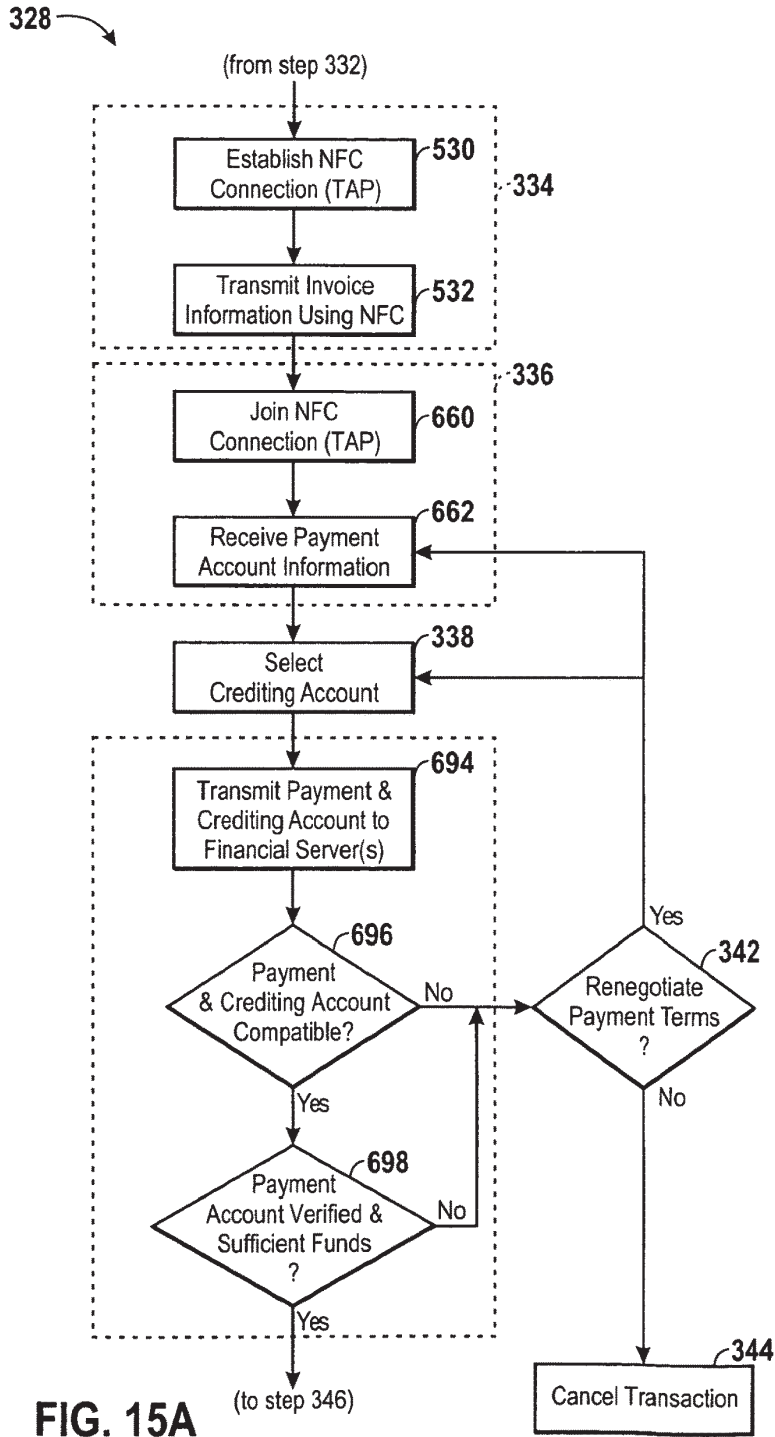 328
(from step 332)
530
Establish NFC
Connection (TAP)
334
532
Transmit Invoice
Information Using NFC
336
660
Join NFC
Connection (TAP)
662
Receive Payment
Account Information
338
Select
Crediting Account
694
Transmit Payment &
Crediting Account to
Financial Server(s)
696
Payment
& Crediting Account
Compatible?
No
Yes
Yes
342
Renegotiate
Payment Terms
?
No
698
Payment
Account Verified &
Sufficient Funds
?
No
Yes
(to step 346)
344
Cancel Transaction
FIG. 15A